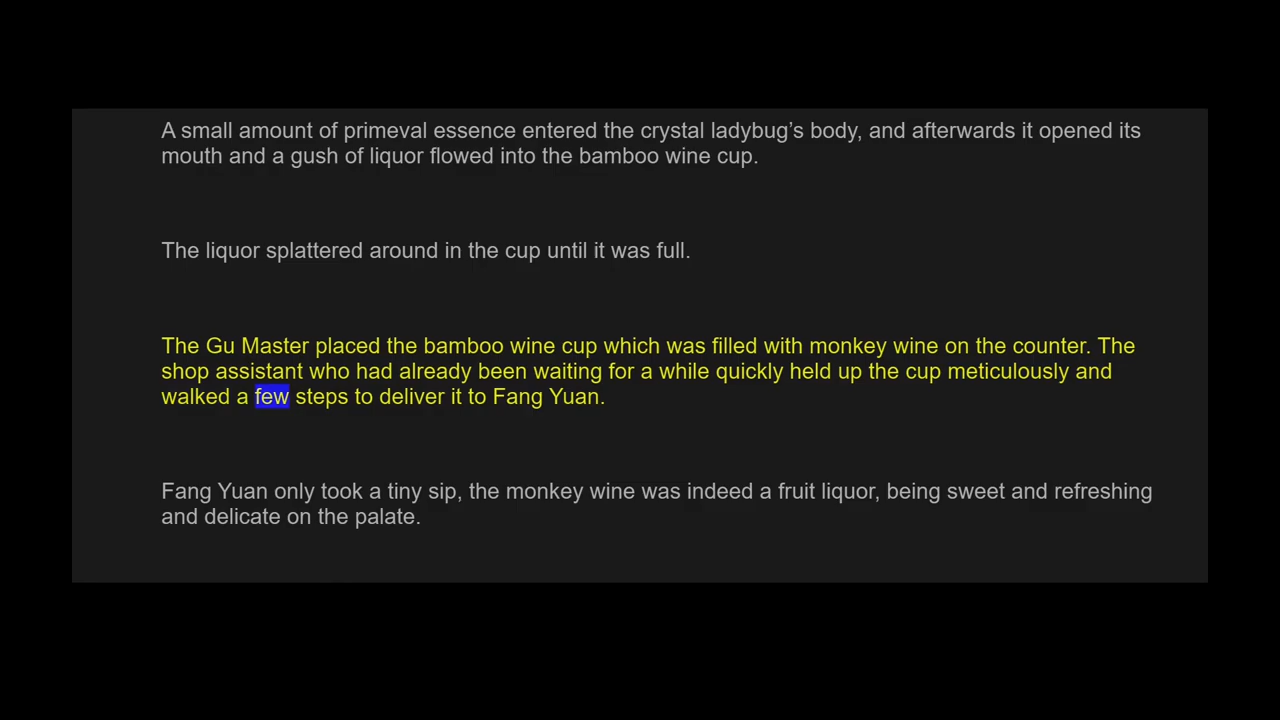 A small amount of primeval essence entered the crystal ladybug’s body, and afterwards it opened its
mouth and a gush of liquor flowed into the bamboo wine cup.
The liquor splattered around in the cup until it was full.
The Gu Master placed the bamboo wine cup which was filled with monkey wine on the counter. The
shop assistant who had already been waiting for a while quickly held up the cup meticulously and
walked a few steps to deliver it to Fang Yuan.
Fang Yuan only took a tiny sip, the monkey wine was indeed a fruit liquor, being sweet and refreshing
and delicate on the palate.